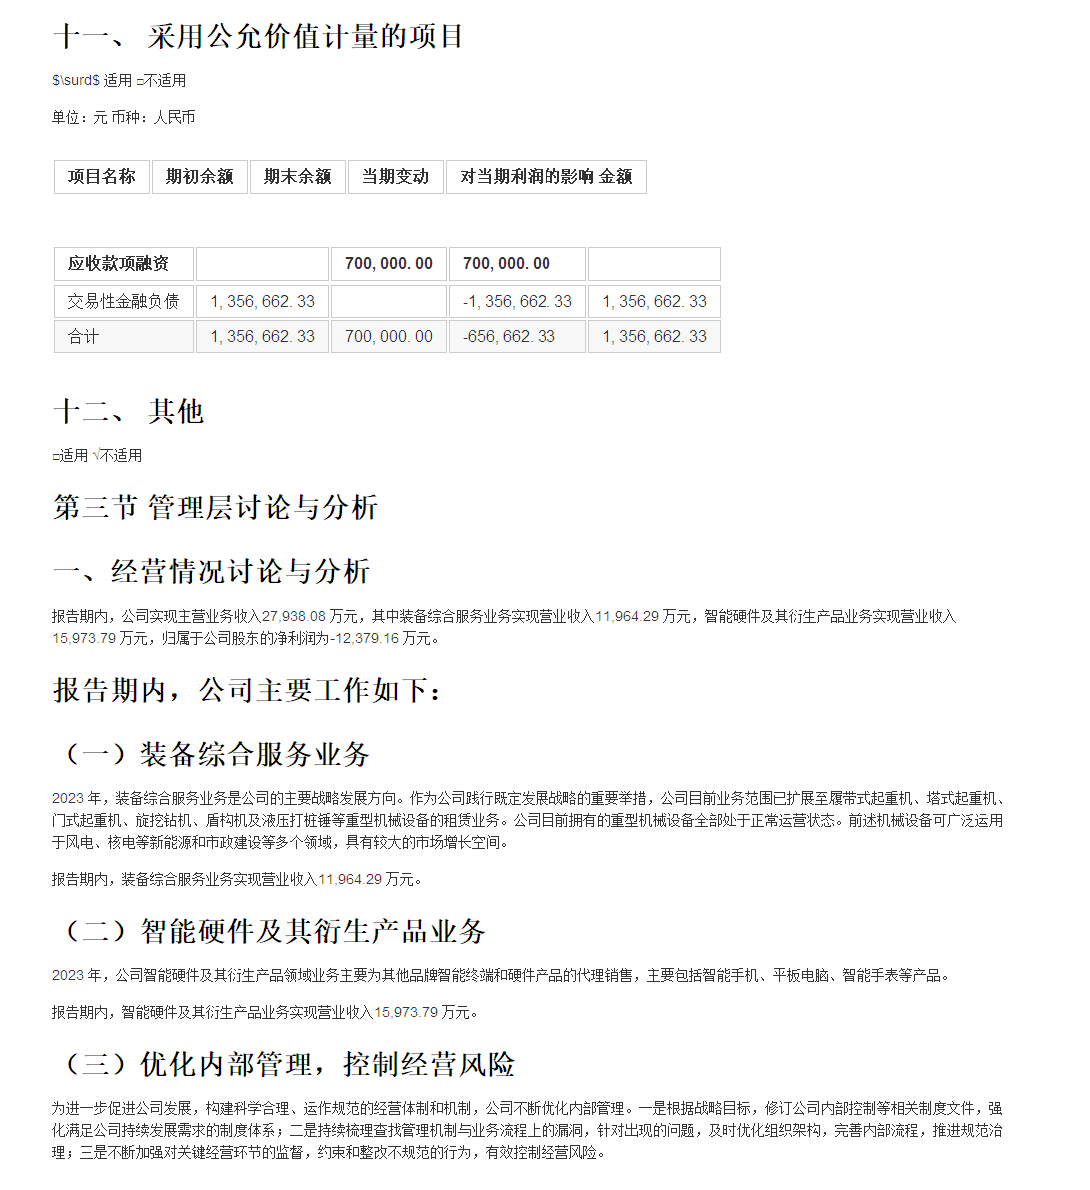 十一、 采用公允价值计量的项目
$\surd$ 适用 □不适用
单位：元 币种：人民币
项目名称 期初余额 期末余额 当期变动 对当期利润的影响 金额
应收款项融资 700,000.00 700,000.00
交易性金融负债 1,356,662.33 -1,356,662.33 1,356,662.33
合计 1,356,662.33 700,000.00 -656,662.33 1,356,662.33
十二、 其他
□适用 √不适用
第三节 管理层讨论与分析
一、经营情况讨论与分析
报告期内，公司实现主营业务收入27,938.08 万元，其中装备综合服务业务实现营业收入11,964.29 万元，智能硬件及其衍生产品业务实现营业收入
15,973.79 万元，归属于公司股东的净利润为-12,379.16 万元。
报告期内，公司主要工作如下：
（一）装备综合服务业务
2023 年，装备综合服务业务是公司的主要战略发展方向。作为公司践行既定发展战略的重要举措，公司目前业务范围已扩展至履带式起重机、塔式起重机、
门式起重机、旋挖钻机、盾构机及液压打桩锤等重型机械设备的租赁业务。公司目前拥有的重型机械设备全部处于正常运营状态。前述机械设备可广泛运用
于风电、核电等新能源和市政建设等多个领域，具有较大的市场增长空间。
报告期内，装备综合服务业务实现营业收入11,964.29 万元。
（二）智能硬件及其衍生产品业务
2023 年，公司智能硬件及其衍生产品领域业务主要为其他品牌智能终端和硬件产品的代理销售，主要包括智能手机、平板电脑、智能手表等产品。
报告期内，智能硬件及其衍生产品业务实现营业收入15,973.79 万元。
（三）优化内部管理，控制经营风险
为进一步促进公司发展，构建科学合理、运作规范的经营体制和机制，公司不断优化内部管理。一是根据战略目标，修订公司内部控制等相关制度文件，强
化满足公司持续发展需求的制度体系；二是持续梳理查找管理机制与业务流程上的漏洞，针对出现的问题，及时优化组织架构，完善内部流程，推进规范治
理；三是不断加强对关键经营环节的监督，约束和整改不规范的行为，有效控制经营风险。